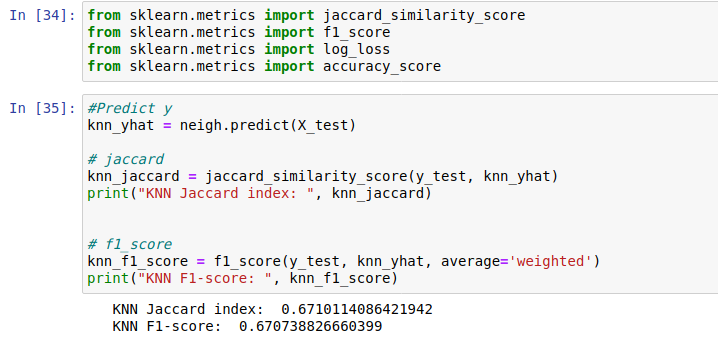 In [34]: from sklearn.metrics import jaccard_similarity_score
from sklearn.metrics import f1_score
from sklearn.metrics import log_loss
from sklearn.metrics import accuracy_score
In [35]: #Predict y
knn_yhat = neigh.predict(X_test)
# jaccard
knn_jaccard = jaccard_similarity_score(y_test, knn_yhat)
print("KNN Jaccard index: ", knn_jaccard)
# f1_score
knn_f1_score = f1_score(y_test, knn_yhat, average='weighted')
print("KNN F1-score: ", knn_f1_score)
KNN Jaccard index:  0.6710114086421942
KNN F1-score:  0.670738826660399